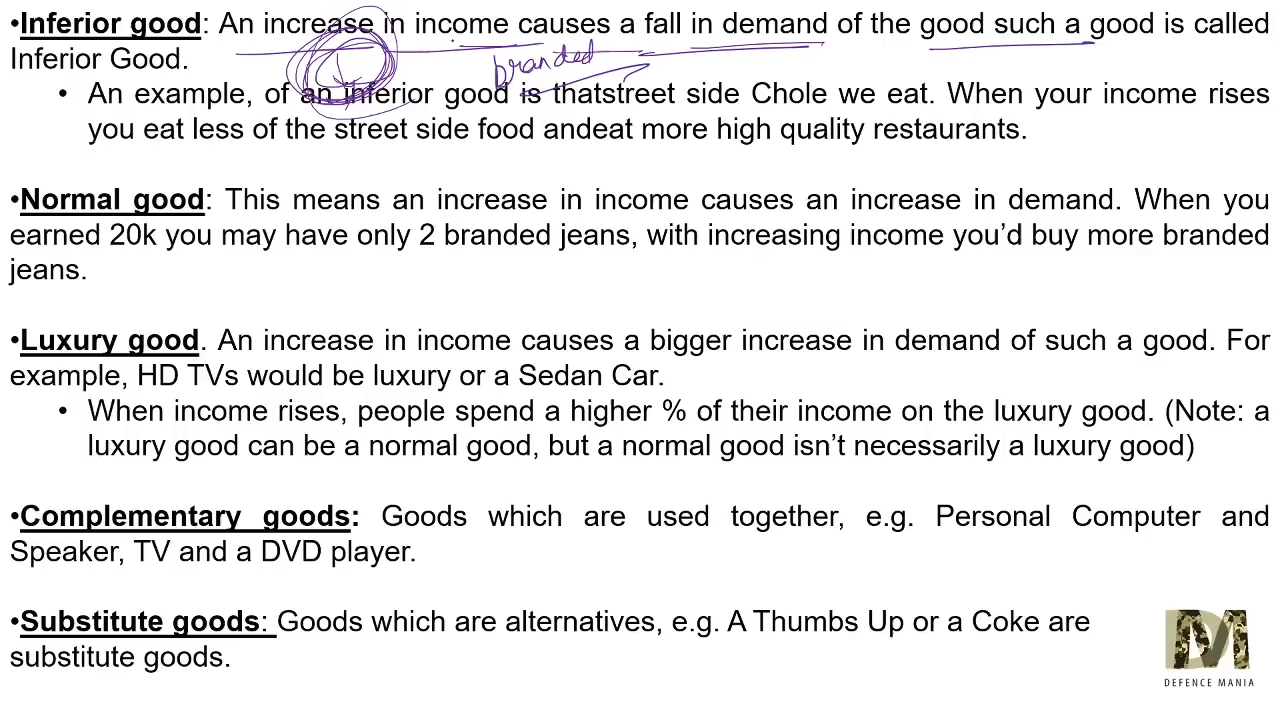 •Inferior good: An increase in income causes a fall in demand of the good such a good is called
Inferior Good.
branded
• An example, of an inferior good is thatstreet side Chole we eat. When your income rises
you eat less of the street side food andeat more high quality restaurants.
•Normal good: This means an increase in income causes an increase in demand. When you
earned 20k you may have only 2 branded jeans, with increasing income you’d buy more branded
jeans.
•Luxury good. An increase in income causes a bigger increase in demand of such a good. For
example, HD TVs would be luxury or a Sedan Car.
• When income rises, people spend a higher % of their income on the luxury good. (Note: a
luxury good can be a normal good, but a normal good isn’t necessarily a luxury good)
•Complementary goods: Goods which are used together, e.g. Personal Computer and
Speaker, TV and a DVD player.
•Substitute goods: Goods which are alternatives, e.g. A Thumbs Up or a Coke are
substitute goods.
DM
DEFENCE MANIA